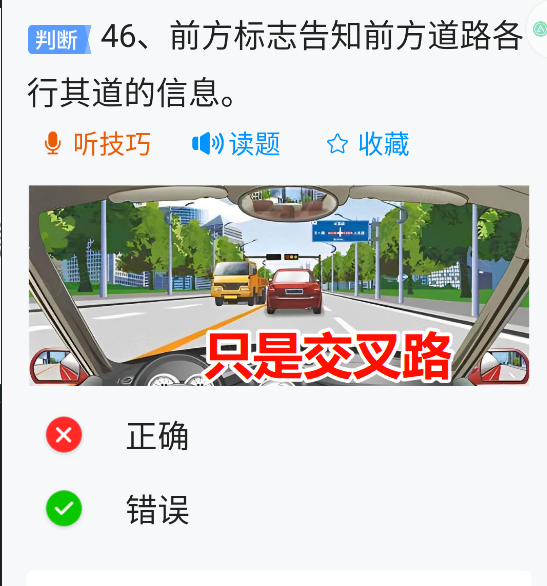 判断 46、前方标志告知前方道路各
行其道的信息。
听技巧 读题 收藏
只是交叉路
正确
错误